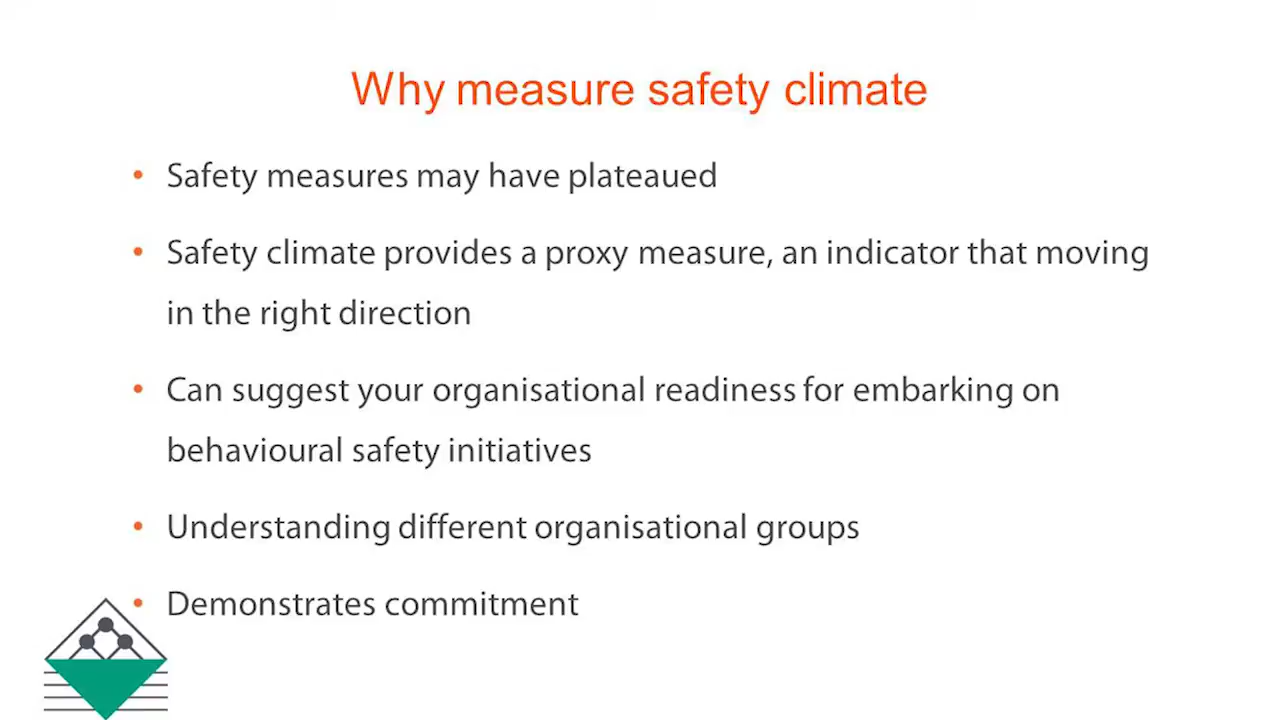 Why measure safety climate
• Safety measures may have plateaued
• Safety climate provides a proxy measure, an indicator that moving
in the right direction
• Can suggest your organisational readiness for embarking on
behavioural safety initiatives
• Understanding different organisational groups
• Demonstrates commitment